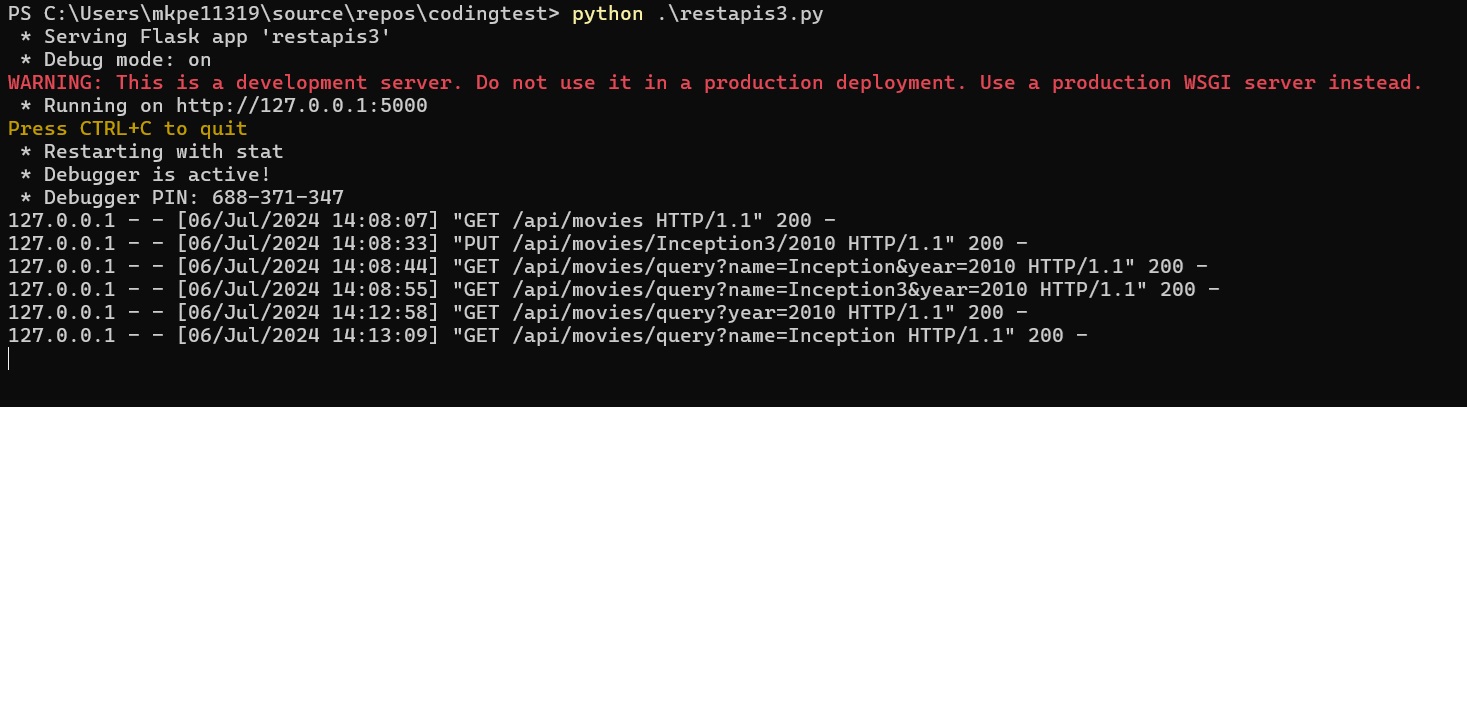 PS C:\Users\mkpe11319\source\repos\codingtest> python .\restapis3.py
 * Serving Flask app 'restapis3'
 * Debug mode: on
WARNING: This is a development server. Do not use it in a production deployment. Use a production WSGI server instead.
 * Running on http://127.0.0.1:5000
Press CTRL+C to quit
 * Restarting with stat
 * Debugger is active!
 * Debugger PIN: 688-371-347
127.0.0.1 - - [06/Jul/2024 14:08:07] "GET /api/movies HTTP/1.1" 200 -
127.0.0.1 - - [06/Jul/2024 14:08:33] "PUT /api/movies/Inception3/2010 HTTP/1.1" 200 -
127.0.0.1 - - [06/Jul/2024 14:08:44] "GET /api/movies/query?name=Inception&year=2010 HTTP/1.1" 200 -
127.0.0.1 - - [06/Jul/2024 14:08:55] "GET /api/movies/query?name=Inception3&year=2010 HTTP/1.1" 200 -
127.0.0.1 - - [06/Jul/2024 14:12:58] "GET /api/movies/query?year=2010 HTTP/1.1" 200 -
127.0.0.1 - - [06/Jul/2024 14:13:09] "GET /api/movies/query?name=Inception HTTP/1.1" 200 -